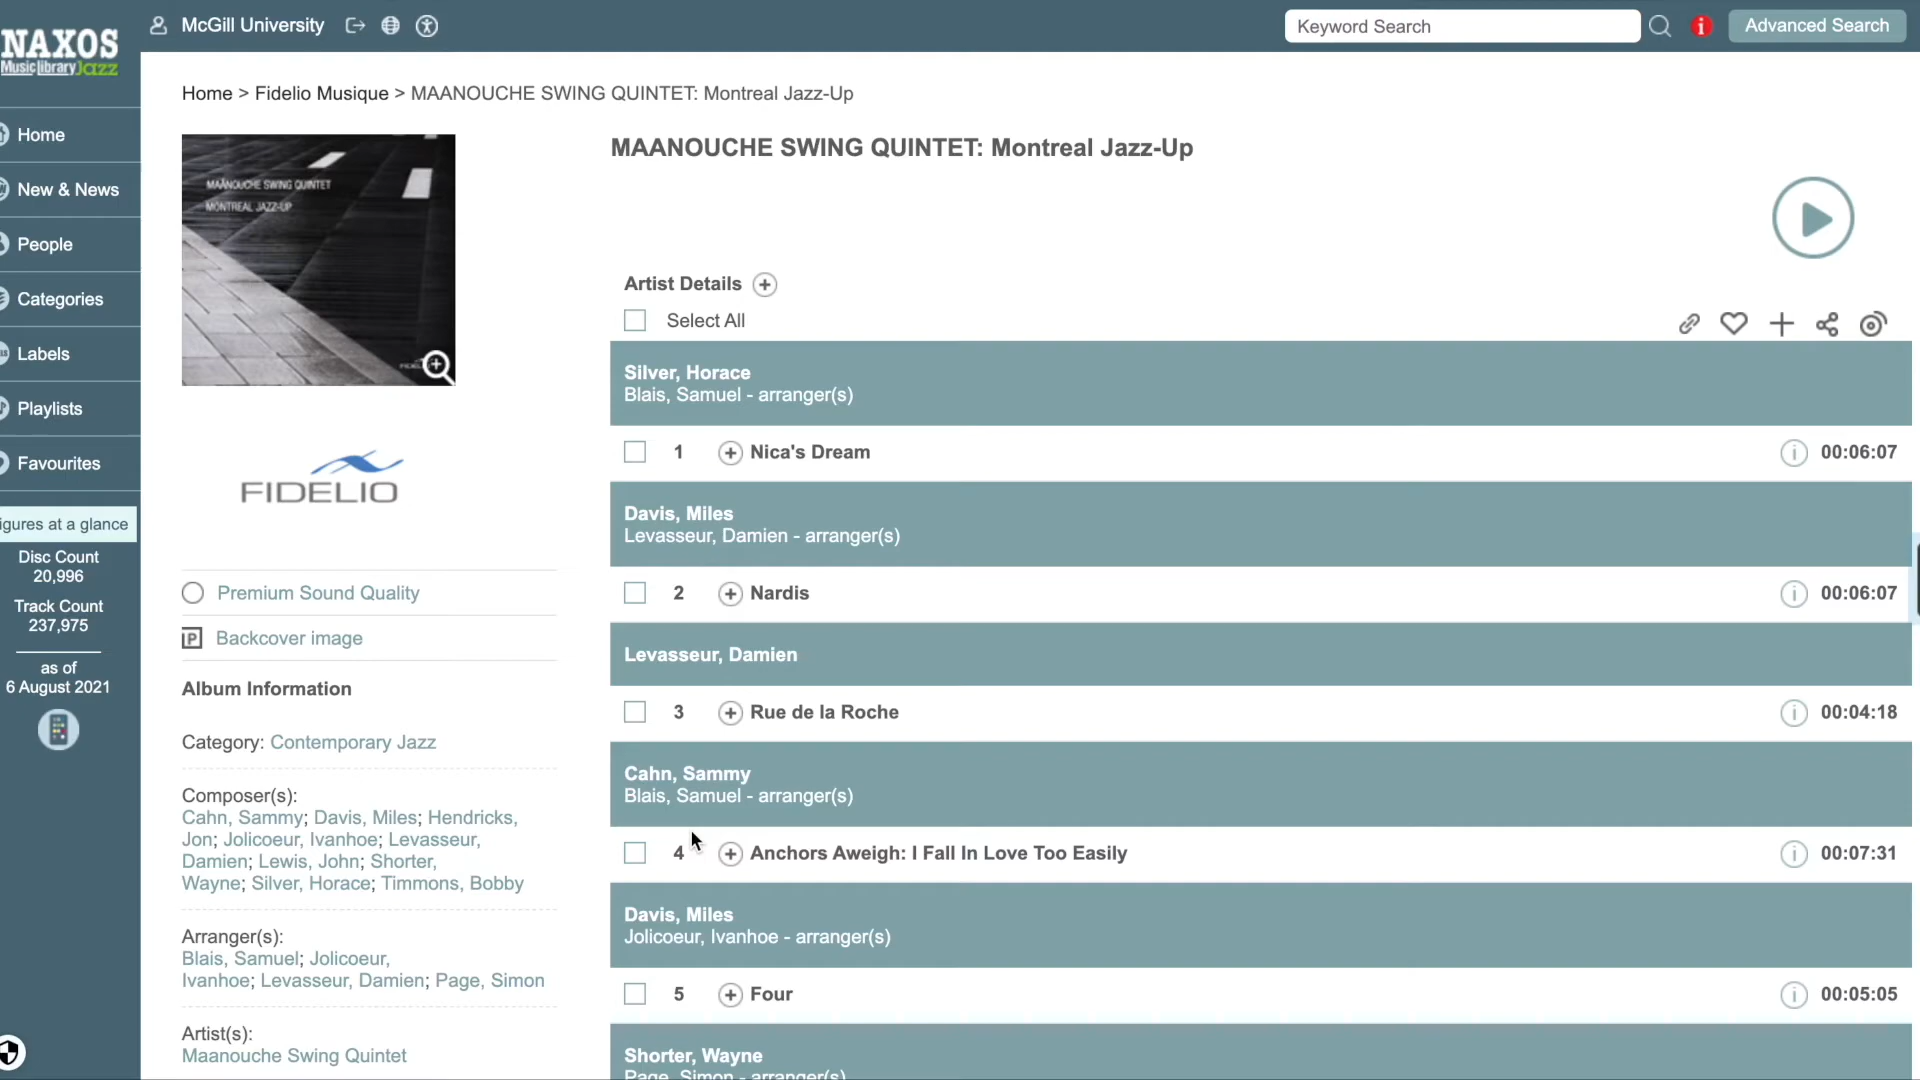 NAXOS
MusiclibraryJazz
McGill University
Keyword Search
Advanced Search
Home
New & News
People
Categories
Labels
Playlists
Favourites
igures at a glance
Disc Count
20,996
Track Count
237,975
as of
6 August 2021
Home > Fidelio Musique > MAANOUCHE SWING QUINTET: Montreal Jazz-Up
MAÄNOUCHE SWING QUINTET
MONTREAL JAZZ-UP
FIDELIO
Premium Sound Quality
Backcover image
Album Information
Category: Contemporary Jazz
Composer(s):
Cahn, Sammy; Davis, Miles; Hendricks,
Jon; Jolicoeur, Ivanhoe; Levasseur,
Damien; Lewis, John; Shorter,
Wayne; Silver, Horace; Timmons, Bobby
Arranger(s):
Blais, Samuel; Jolicoeur,
Ivanhoe; Levasseur, Damien; Page, Simon
Artist(s):
Maanouche Swing Quintet
MAANOUCHE SWING QUINTET: Montreal Jazz-Up
Artist Details
Select All
Silver, Horace
Blais, Samuel - arranger(s)
1 Nica's Dream 00:06:07
Davis, Miles
Levasseur, Damien - arranger(s)
2 Nardis 00:06:07
Levasseur, Damien
3 Rue de la Roche 00:04:18
Cahn, Sammy
Blais, Samuel - arranger(s)
4 Anchors Aweigh: I Fall In Love Too Easily 00:07:31
Davis, Miles
Jolicoeur, Ivanhoe - arranger(s)
5 Four 00:05:05
Shorter, Wayne
Page, Simon - arranger(s)